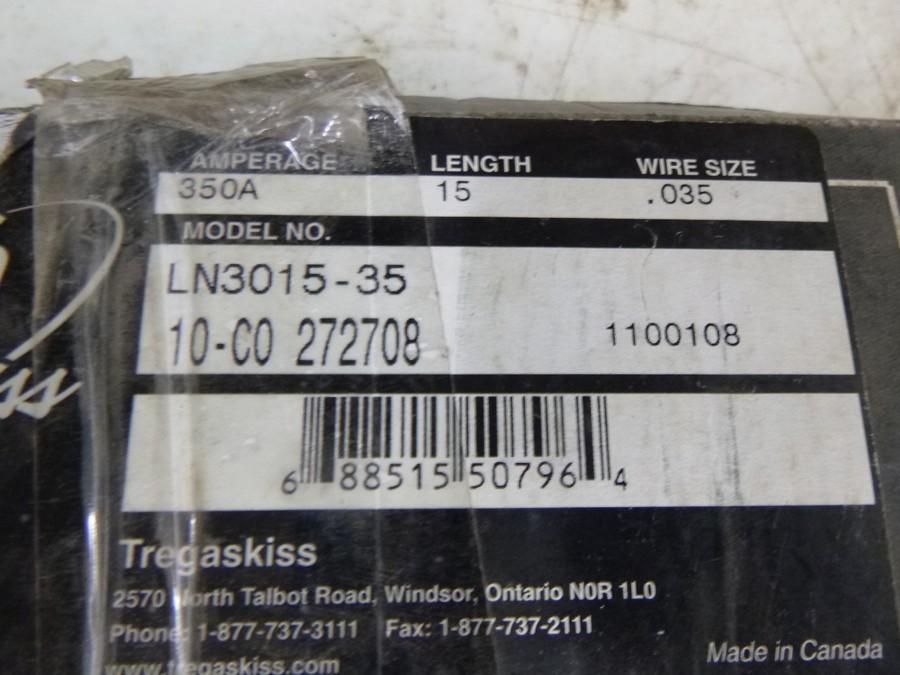 AMPERAGE LENGTH WIRE SIZE
350A 15 .035
MODEL NO.
LN3015-35
10-CO 272708 1100108
6 88515 50796 4
Tregaskiss
2570 North Talbot Road, Windsor, Ontario N0R 1L0
Phone: 1-877-737-3111 Fax: 1-877-737-2111
www.tregaskiss.com
Made in Canada